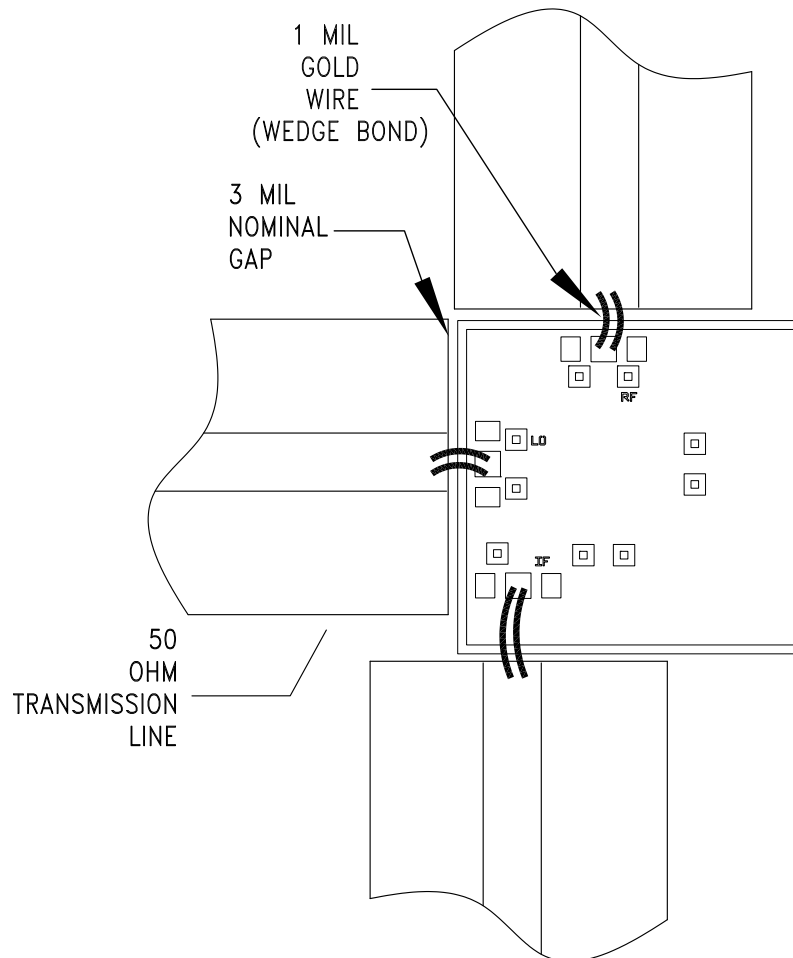 1 MIL
GOLD
WIRE
(WEDGE BOND)
3 MIL
NOMINAL
GAP
RF
LO
IF
50
OHM
TRANSMISSION
LINE